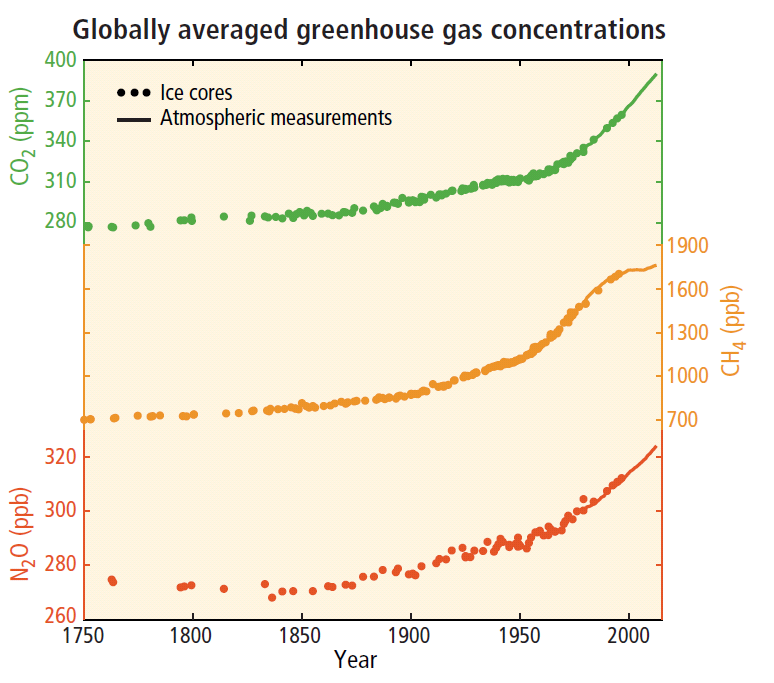 Globally averaged greenhouse gas concentrations
400
370
340
310
280
CO₂ (ppm)
Ice cores
Atmospheric measurements
1900
1600
1300
1000
700
CH₄ (ppb)
320
300
280
260
N₂O (ppb)
1750 1800 1850 1900 1950 2000
Year